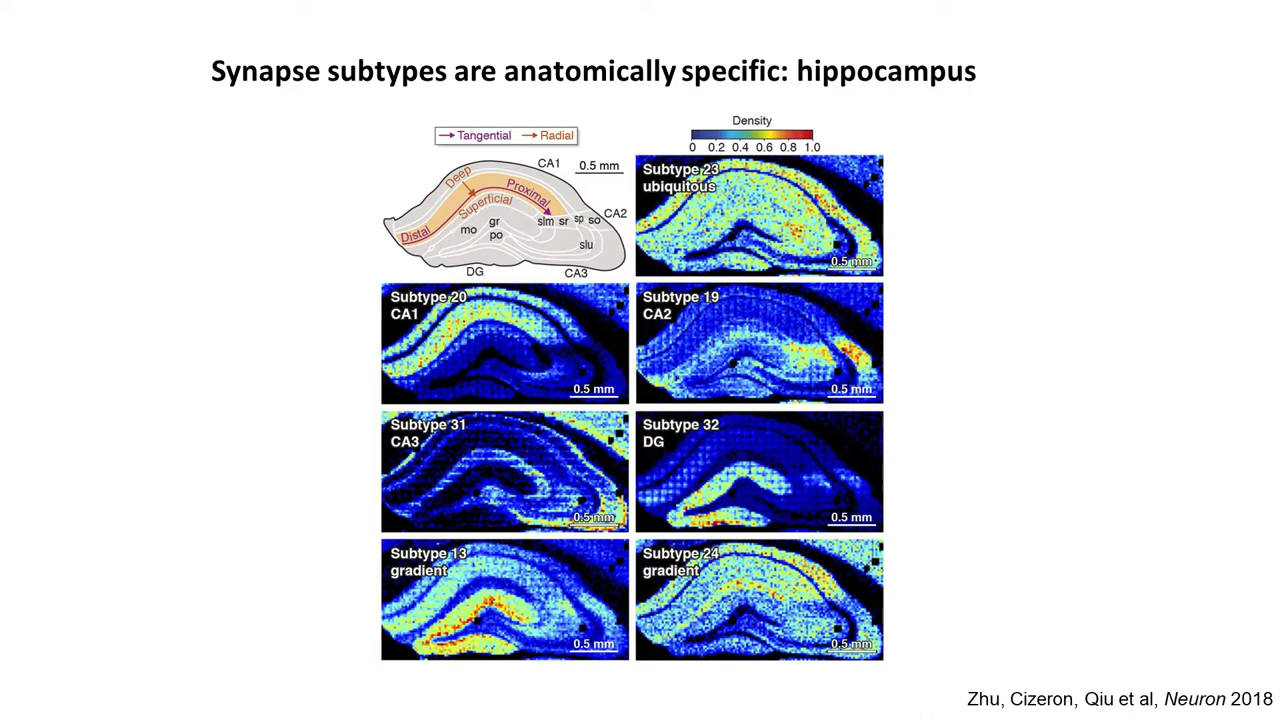 Synapse subtypes are anatomically specific: hippocampus
Tangential Radial
Density
0 0.2 0.4 0.6 0.8 1.0
CA1
0.5 mm
Deep
Proximal
Superficial
Distal
CA2
gr
mo
po
slm sr sp so
slu
DG
CA3
Subtype 23
ubiquitous
0.5 mm
Subtype 20
CA1
0.5 mm
Subtype 19
CA2
0.5 mm
Subtype 31
CA3
0.5 mm
Subtype 32
DG
0.5 mm
Subtype 13
gradient
0.5 mm
Subtype 24
gradient
0.5 mm
Zhu, Cizeron, Qiu et al, Neuron 2018